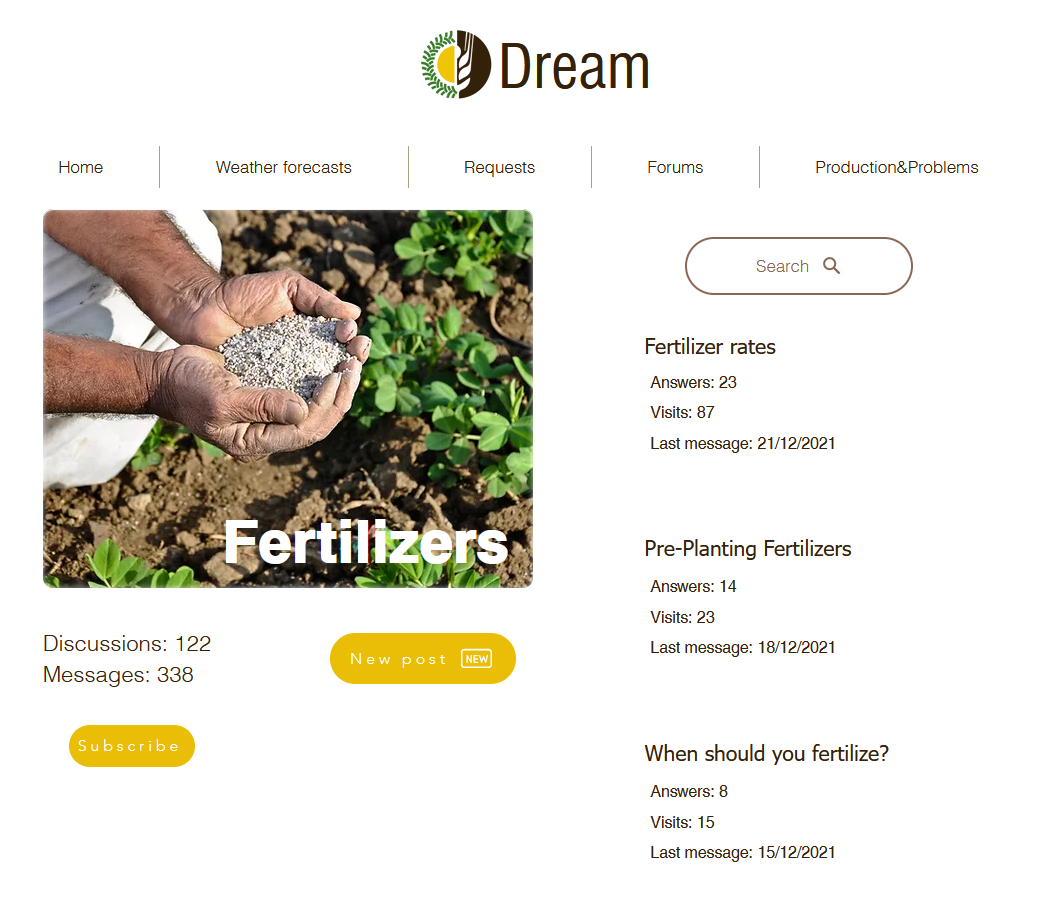 Dream
Home
Weather forecasts
Requests
Forums
Production&Problems
Fertilizers
Discussions: 122
Messages: 338
New post
NEW
Subscribe
Search
Fertilizer rates
Answers: 23
Visits: 87
Last message: 21/12/2021
Pre-Planting Fertilizers
Answers: 14
Visits: 23
Last message: 18/12/2021
When should you fertilize?
Answers: 8
Visits: 15
Last message: 15/12/2021